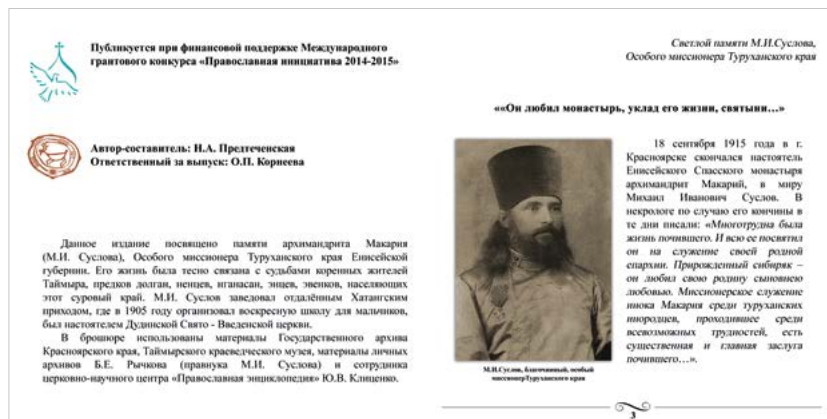 Публикуется при финансовой поддержке Международного
грантового конкурса «Православная инициатива 2014-2015»
Автор-составитель: Н.А. Предтеченская
Ответственный за выпуск: О.П. Корнеева
Данное издание посвящено памяти архимандрита Макария
(М.И. Суслова), Особого миссионера Туруханского края Енисейской
губернии. Его жизнь была тесно связана с судьбами коренных жителей
Таймыра, предков долган, ненцев, нганасан, энцев, эвенков, населяющих
этот суровый край. М.И. Суслов заведовал отдалённым Хатангским
приходом, где в 1905 году организовал воскресную школу для мальчиков,
был настоятелем Дудинской Свято - Введенской церкви.
В брошюре использованы материалы Государственного архива
Красноярского края, Таймырского краеведческого музея, материалы личных
архивов Б.Е. Рычкова (правнука М.И. Суслова) и сотрудника
церковно-научного центра «Православная энциклопедия» Ю.В. Клиценко.
Светлой памяти М.И.Суслова,
Особого миссионера Туруханского края
««Он любил монастырь, уклад его жизни, святыни…»
18 сентября 1915 года в г.
Красноярске скончался настоятель
Енисейского Спасского монастыря
архимандрит Макарий, в миру
Михаил Иванович Суслов. В
некрологе по случаю его кончины в
те дни писали: «Многотрудна была
жизнь почившего. И всю ее посвятил
он на служение своей родной
епархии. Прирожденный сибиряк –
он любил свою родину сыновнею
любовью. Миссионерское служение
инока Макария среди туруханских
инородцев, проходившее среди
всевозможных трудностей, есть
существенная и главная заслуга
почившего…».
М.И.Суслов, благочинный, особый
миссионерТуруханского края
3